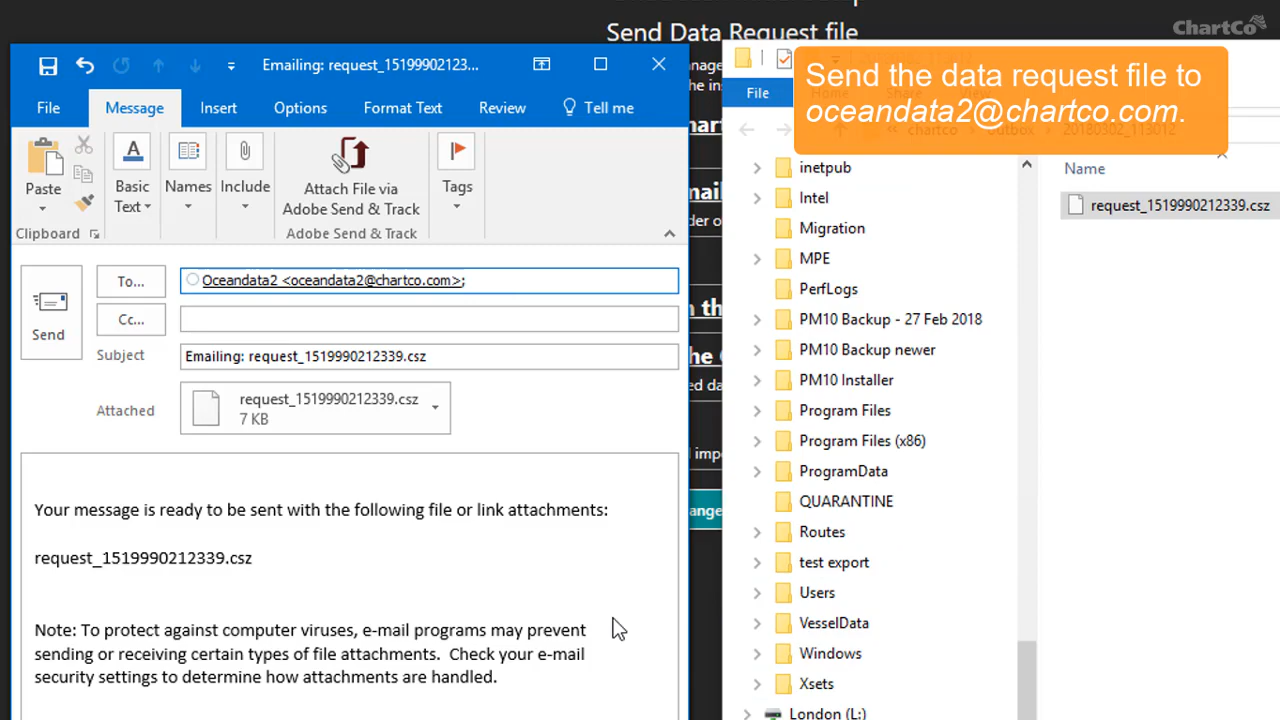 Send Data Request file
ChartCo
Emailing: request_15199902123...
File
Message
Insert
Options
Format Text
Review
Tell me
Paste
Basic
Text
Names
Include
Attach File via
Adobe Send & Track
Tags
Clipboard
Adobe Send & Track
Send
To...
Oceandata2 <oceandata2@chartco.com>;
Cc...
Subject
Emailing: request_1519990212339.csz
Attached
request_1519990212339.csz
7 KB
Your message is ready to be sent with the following file or link attachments:
request_1519990212339.csz
Note: To protect against computer viruses, e-mail programs may prevent
sending or receiving certain types of file attachments.  Check your e-mail
security settings to determine how attachments are handled.
Send the data request file to
oceandata2@chartco.com.
File
Home
Share
View
chartco
outbox
20180302_113012
Name
request_1519990212339.csz
inetpub
Intel
Migration
MPE
PerfLogs
PM10 Backup - 27 Feb 2018
PM10 Backup newer
PM10 Installer
Program Files
Program Files (x86)
ProgramData
QUARANTINE
Routes
test export
Users
VesselData
Windows
Xsets
London (L:)